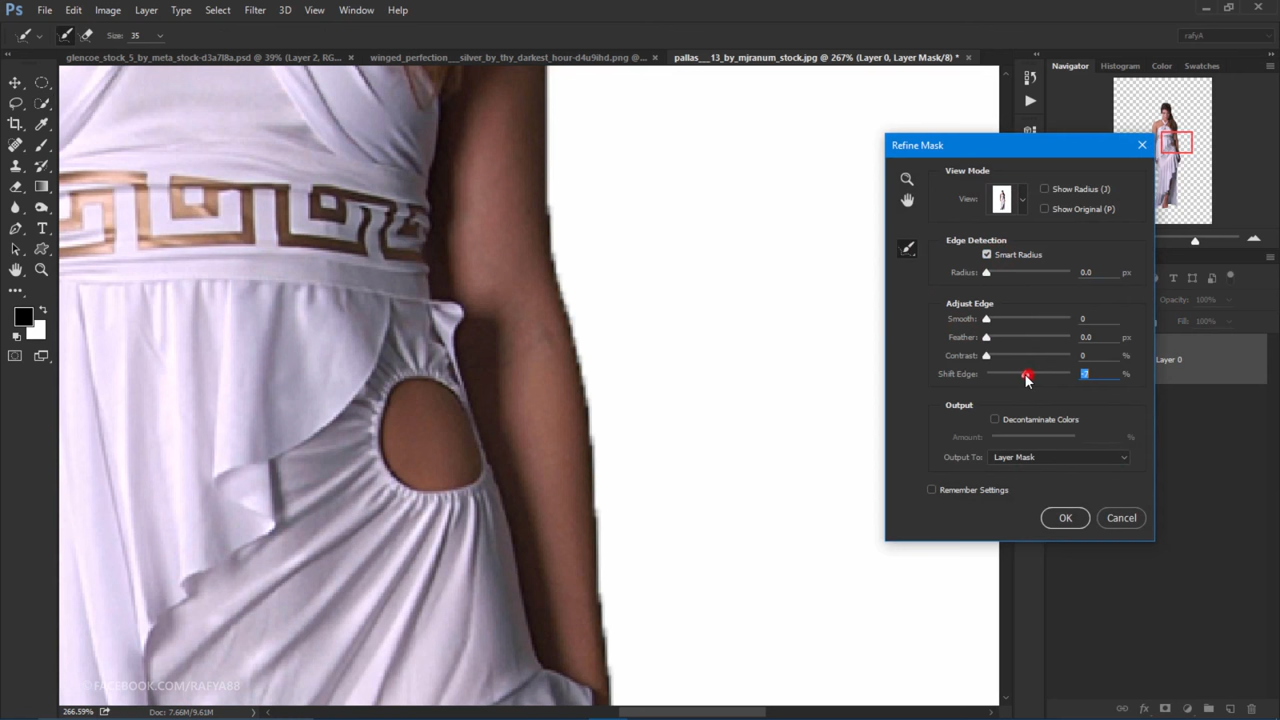 Ps File Edit Image Layer Type Select Filter 3D View Window Help
Size: 35
rafyA
glencoe_stock_5_by_meta_stock-d3a7l8a.psd @ 39% (Layer 2, RG...
winged_perfection___silver_by_thy_darkest_hour-d4u9ihd.png @...
pallas___13_by_mjranum_stock.jpg @ 267% (Layer 0, Layer Mask/8) *
Navigator Histogram Color Swatches
Refine Mask
View Mode
View:
Show Radius (J)
Show Original (P)
Edge Detection
Smart Radius
Radius: 0.0 px
Adjust Edge
Smooth: 0
Feather: 0.0 px
Contrast: 0 %
Shift Edge: -7 %
Output
Decontaminate Colors
Amount: %
Output To: Layer Mask
Remember Settings
OK Cancel
Opacity: 100%
Fill: 100%
Layer 0
©FACEBOOK.COM/RAFYA88
266.59% Doc: 7.66M/9.61M